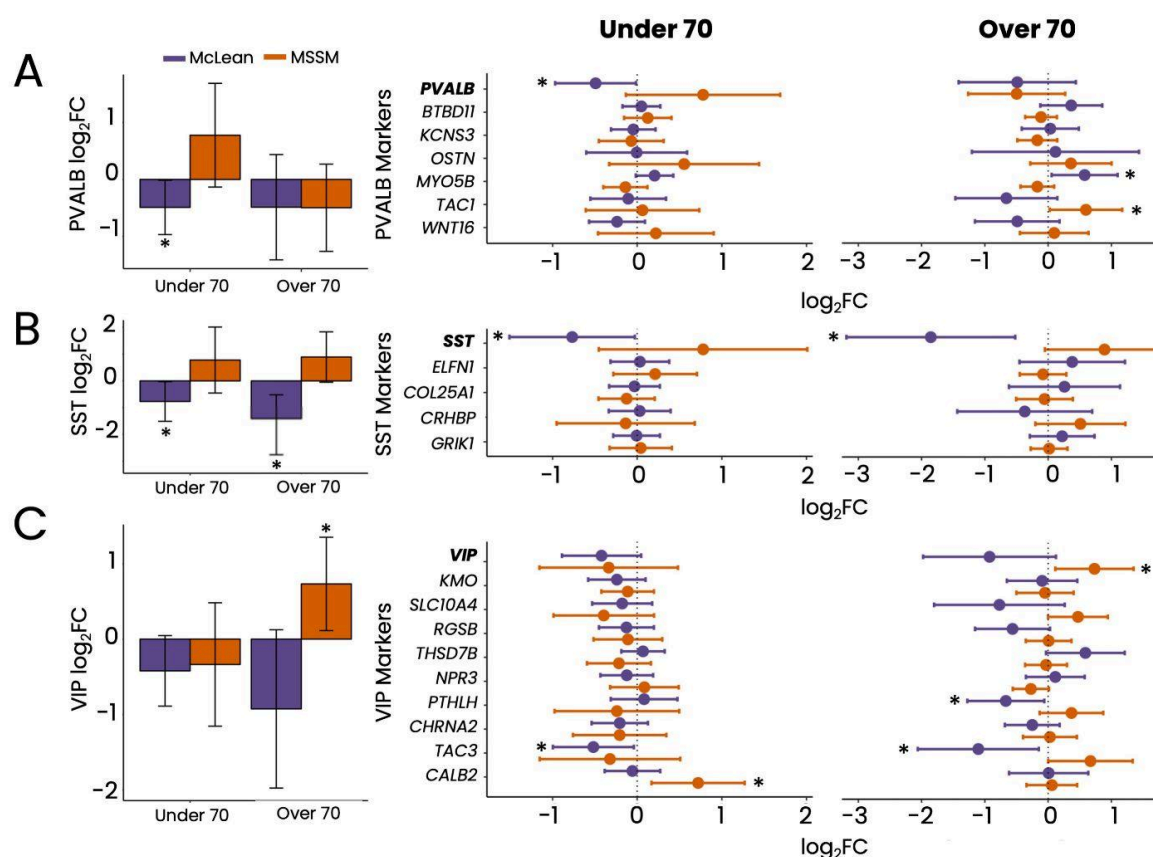 Under 70
Over 70
McLean
MSSM
A
PVALB log2FC
1
0
-1
*
Under 70
Over 70
PVALB Markers
PVALB
BTBD11
KCNS3
OSTN
MYO5B
TAC1
WNT16
*
-1
0
1
2
*
*
-3
-2
-1
0
1
log2FC
B
SST log2FC
2
0
-2
*
*
Under 70
Over 70
SST Markers
SST
ELFN1
COL25A1
CRHBP
GRIK1
*
-1
0
1
2
*
-3
-2
-1
0
1
log2FC
C
VIP log2FC
1
0
-1
-2
*
Under 70
Over 70
VIP Markers
VIP
KMO
SLC10A4
RGSB
THSD7B
NPR3
PTHLH
CHRNA2
TAC3
CALB2
*
*
-1
0
1
2
*
*
*
-3
-2
-1
0
1
log2FC